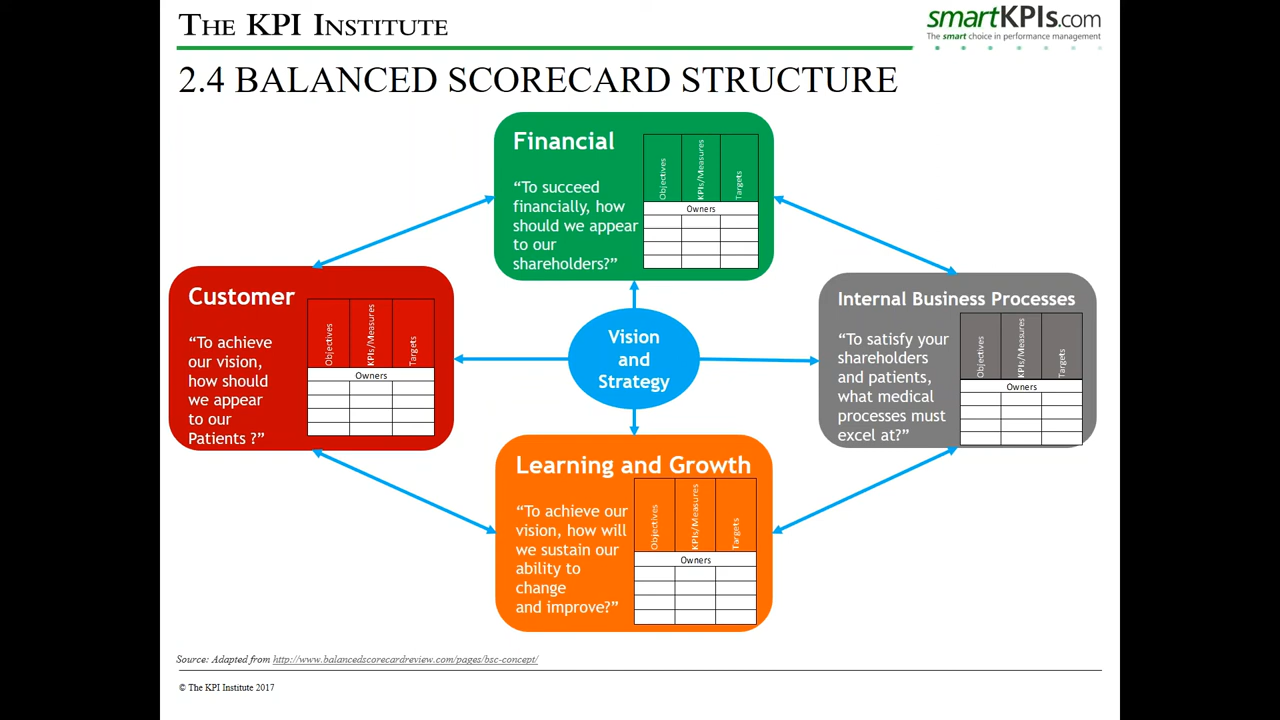 THE KPI INSTITUTE
smartKPIs.com
The smart choice in performance management
2.4 BALANCED SCORECARD STRUCTURE
Financial
“To succeed
financially, how
should we appear
to our
shareholders?”
Objectives
KPIs/Measures
Targets
Owners
Customer
“To achieve
our vision,
how should
we appear
to our
Patients ?”
Objectives
KPIs/Measures
Targets
Owners
Vision
and
Strategy
Internal Business Processes
“To satisfy your
shareholders
and patients,
what medical
processes must
excel at?”
Objectives
KPIs/Measures
Targets
Owners
Learning and Growth
“To achieve our
vision, how will
we sustain our
ability to
change
and improve?”
Objectives
KPIs/Measures
Targets
Owners
Source: Adapted from http://www.balancedscorecardreview.com/pages/bsc-concept/
© The KPI Institute 2017